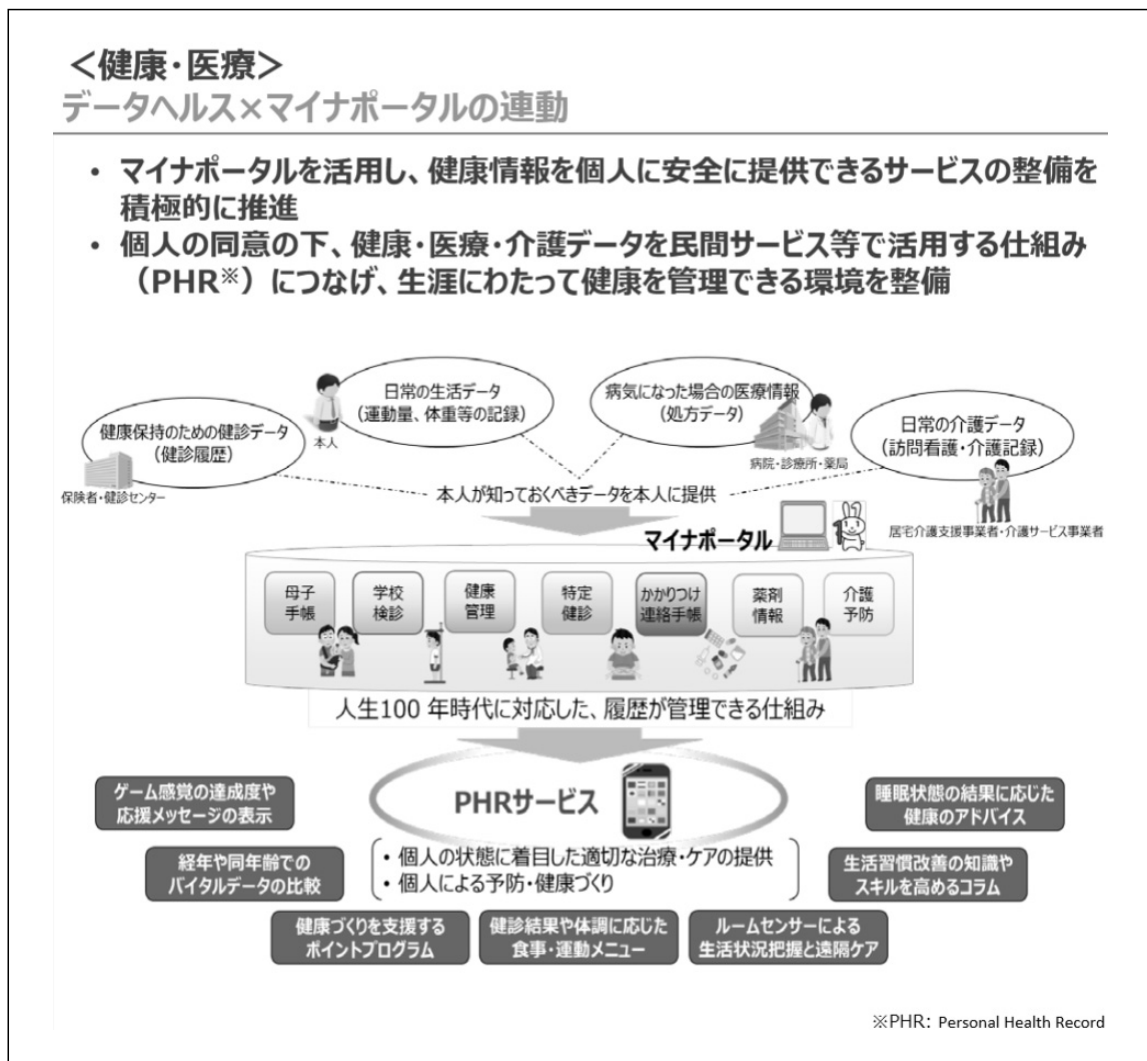 ＜健康･医療＞
データヘルス×マイナポータルの連動
• マイナポータルを活用し、健康情報を個人に安全に提供できるサービスの整備を
積極的に推進
• 個人の同意の下、健康･医療･介護データを民間サービス等で活用する仕組み
（PHR※）につなげ、生涯にわたって健康を管理できる環境を整備
日常の生活データ
（運動量、体重等の記録）
本人
病気になった場合の医療情報
（処方データ）
病院･診療所･薬局
健康保持のための健診データ
（健診履歴）
保険者･健診センター
日常の介護データ
（訪問看護･介護記録）
居宅介護支援事業者･介護サービス事業者
本人が知っておくべきデータを本人に提供
マイナポータル
母子
手帳
学校
検診
健康
管理
特定
健診
かかりつけ
連絡手帳
薬剤
情報
介護
予防
人生100 年時代に対応した、履歴が管理できる仕組み
PHRサービス
• 個人の状態に着目した適切な治療･ケアの提供
• 個人による予防･健康づくり
ゲーム感覚の達成度や
応援メッセージの表示
睡眠状態の結果に応じた
健康のアドバイス
経年や同年齢での
バイタルデータの比較
生活習慣改善の知識や
スキルを高めるコラム
健康づくりを支援する
ポイントプログラム
健診結果や体調に応じた
食事･運動メニュー
ルームセンサーによる
生活状況把握と遠隔ケア
※PHR: Personal Health Record